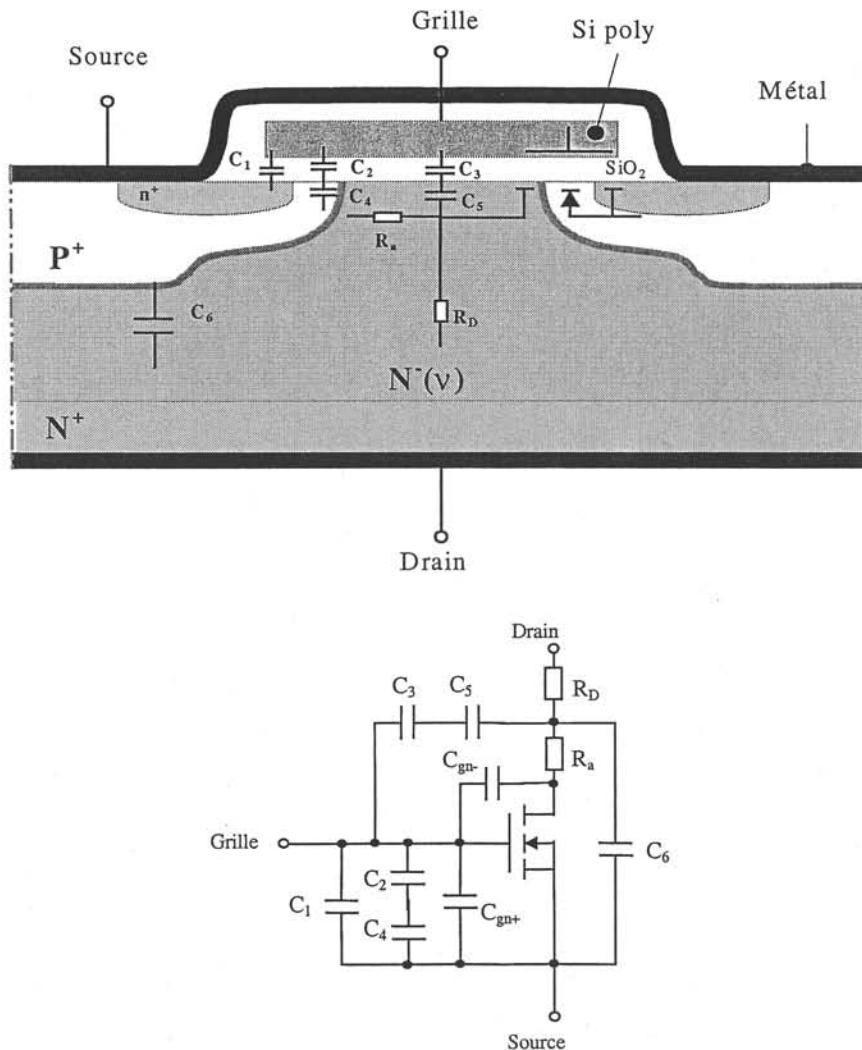 Grille
Si poly
Source
Métal
C1
C2
C3
SiO2
n+
C4
C5
Ra
P+
C6
RD
N-(ν)
N+
Drain
Drain
C3
C5
RD
Cgn-
Ra
Grille
C2
C6
C1
Cgn+
C4
Source